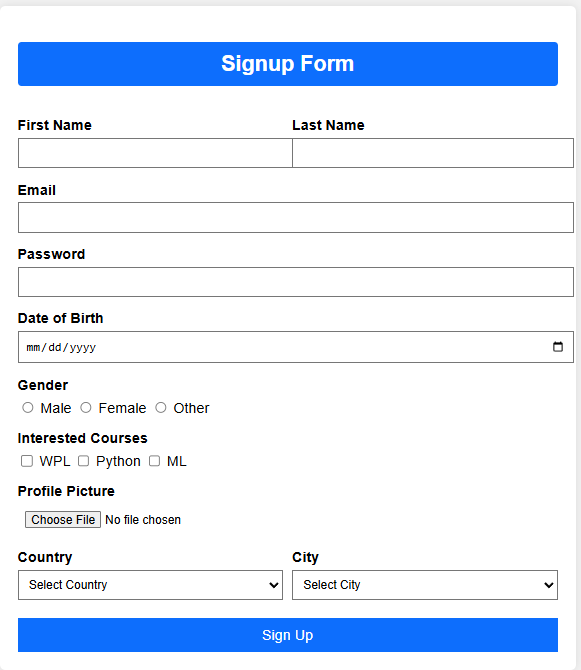 Signup Form
First Name Last Name
Email
Password
Date of Birth
mm/dd/yyyy
Gender
Male Female Other
Interested Courses
WPL Python ML
Profile Picture
Choose File No file chosen
Country City
Select Country Select City
Sign Up